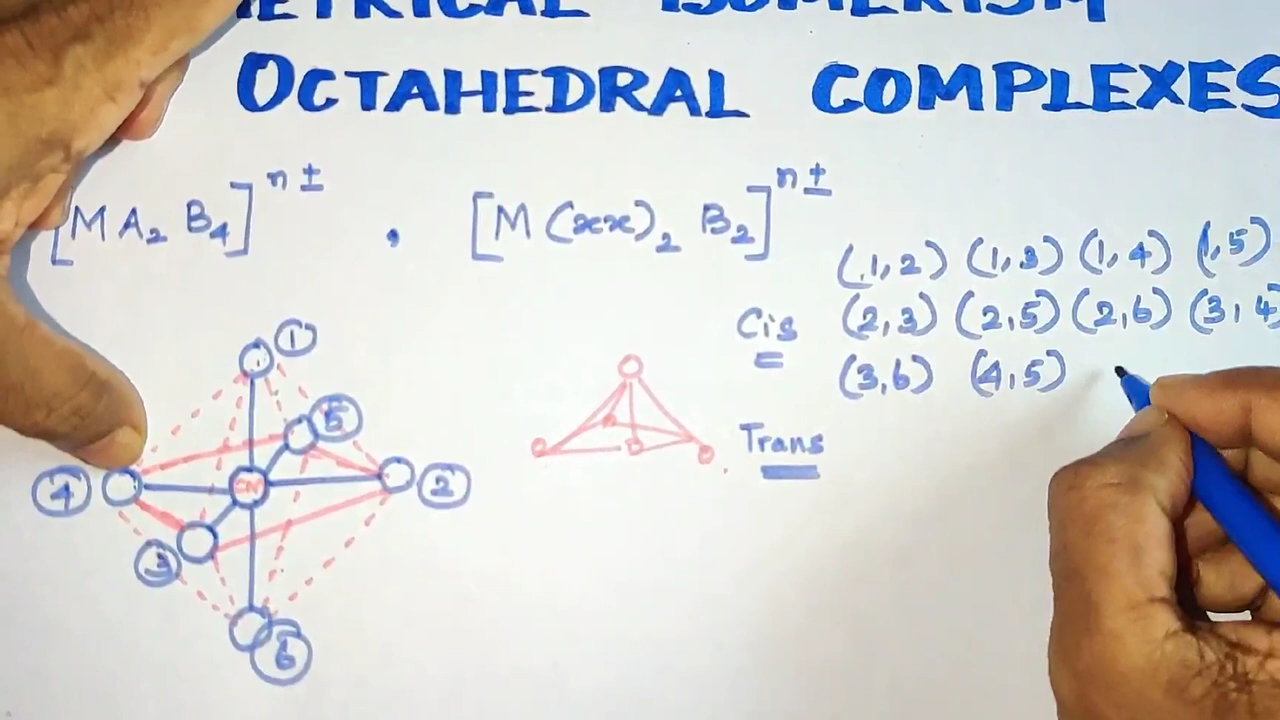 ISOMERISM
OCTAHEDRAL COMPLEXES
[MA₂ B₄]ⁿ± , [M(xx)₂ B₂]ⁿ±
(1,2) (1,3) (1,4) (1,5)
Cis (2,3) (2,5) (2,6) (3,4
(3,6) (4,5)
Trans
1
5
4
2
3
6